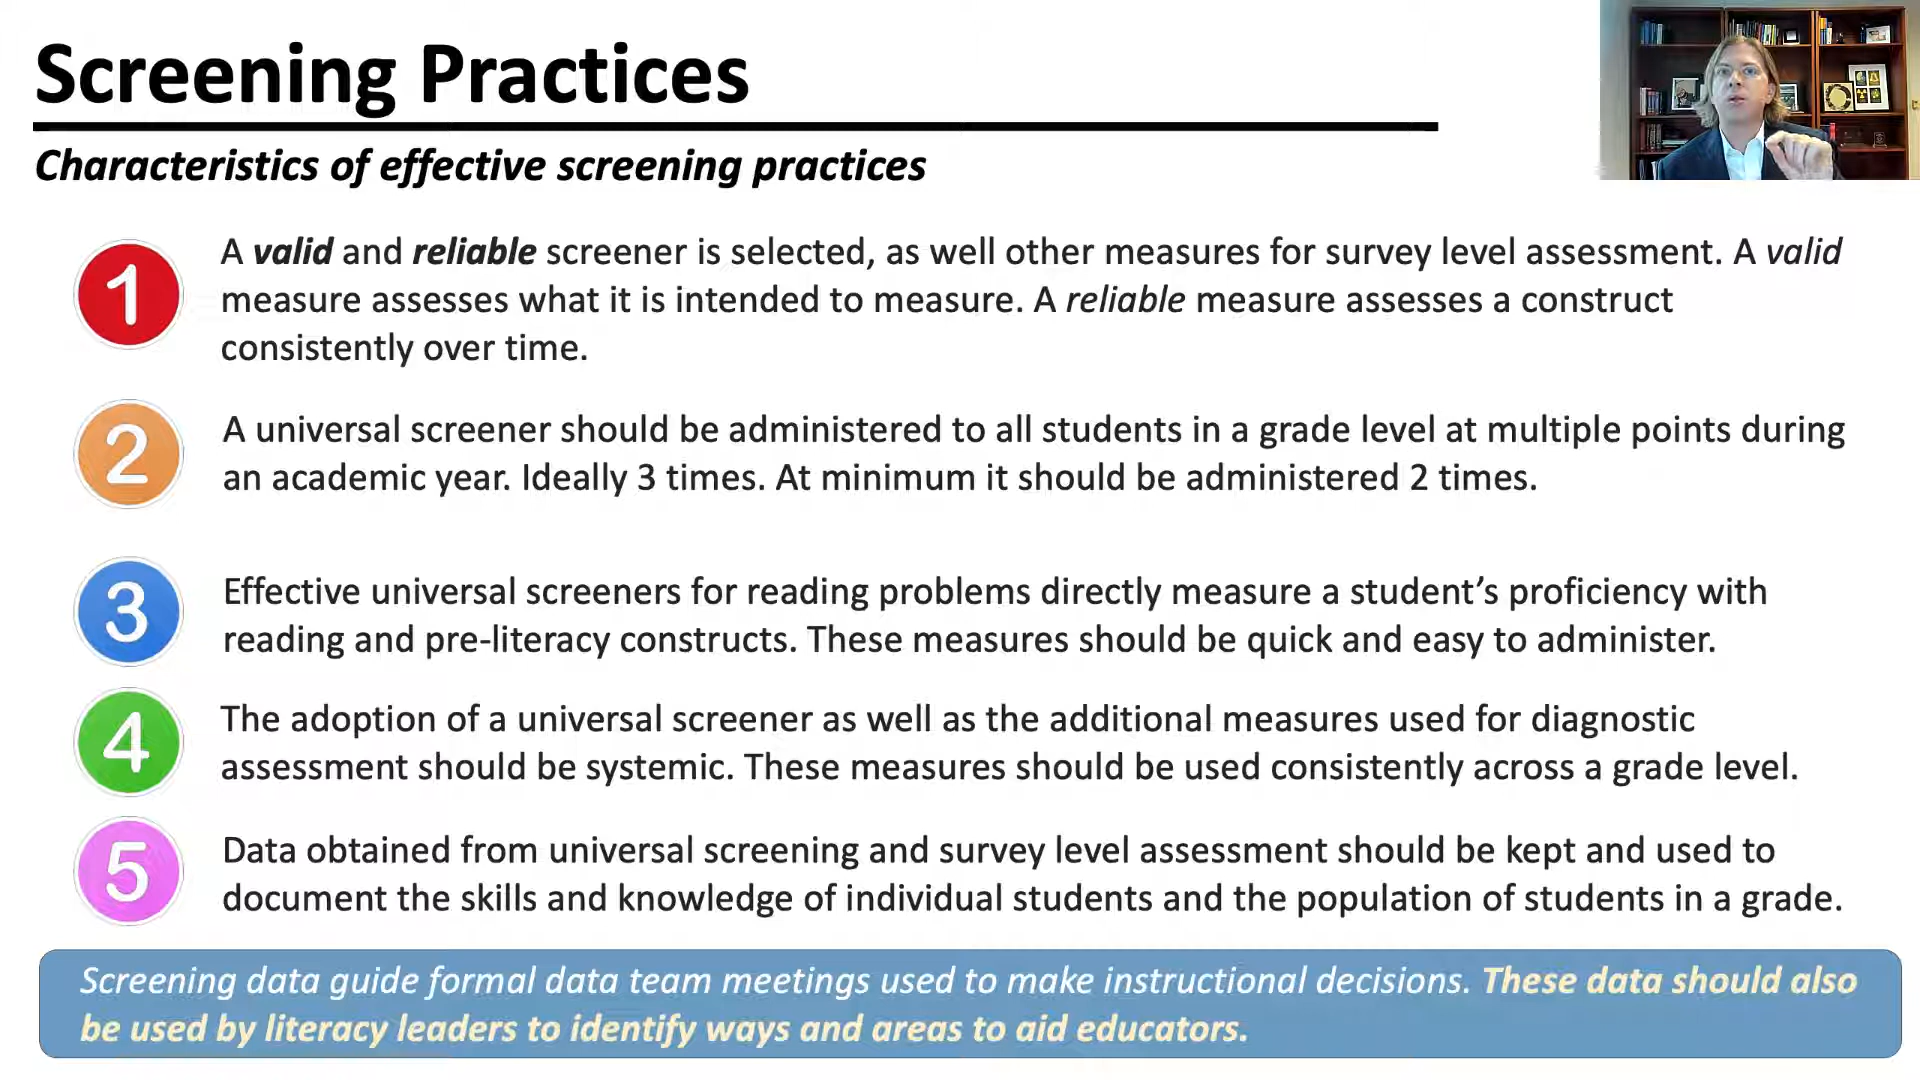 Screening Practices
Characteristics of effective screening practices
1
A valid and reliable screener is selected, as well other measures for survey level assessment. A valid
measure assesses what it is intended to measure. A reliable measure assesses a construct
consistently over time.
2
A universal screener should be administered to all students in a grade level at multiple points during
an academic year. Ideally 3 times. At minimum it should be administered 2 times.
3
Effective universal screeners for reading problems directly measure a student’s proficiency with
reading and pre-literacy constructs. These measures should be quick and easy to administer.
4
The adoption of a universal screener as well as the additional measures used for diagnostic
assessment should be systemic. These measures should be used consistently across a grade level.
5
Data obtained from universal screening and survey level assessment should be kept and used to
document the skills and knowledge of individual students and the population of students in a grade.
Screening data guide formal data team meetings used to make instructional decisions. These data should also
be used by literacy leaders to identify ways and areas to aid educators.